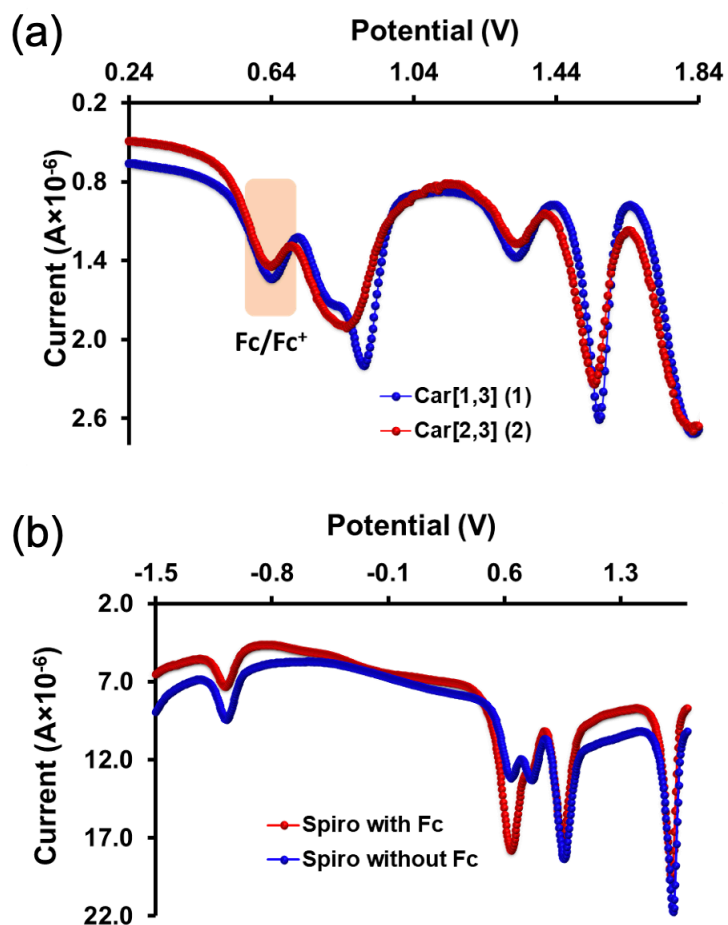 (a)
Potential (V)
0.24 0.64 1.04 1.44 1.84
0.2
0.8
1.4
2.0
2.6
Current (A×10⁻⁶)
Fc/Fc⁺
Car[1,3] (1)
Car[2,3] (2)
(b)
Potential (V)
-1.5 -0.8 -0.1 0.6 1.3
2.0
7.0
12.0
17.0
22.0
Current (A×10⁻⁶)
Spiro with Fc
Spiro without Fc